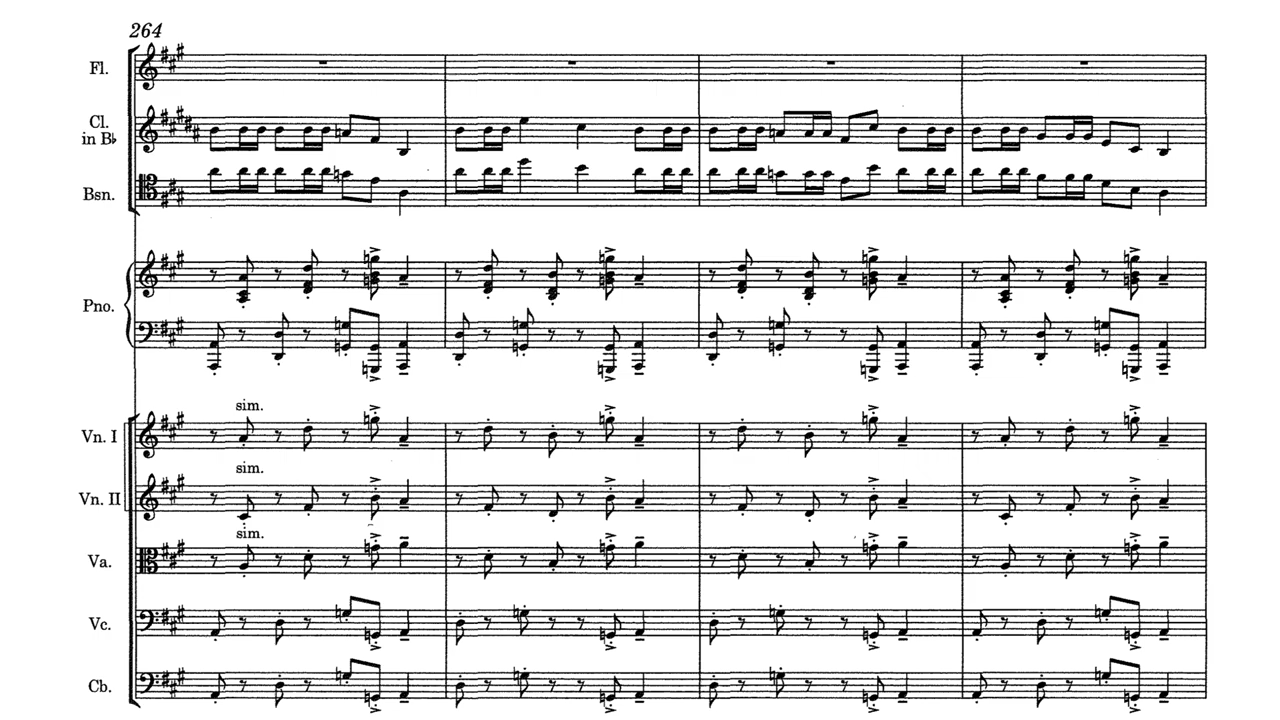 264
Fl.
Cl.
in B♭
Bsn.
Pno.
sim.
Vn. I
sim.
Vn. II
sim.
Va.
Vc.
Cb.